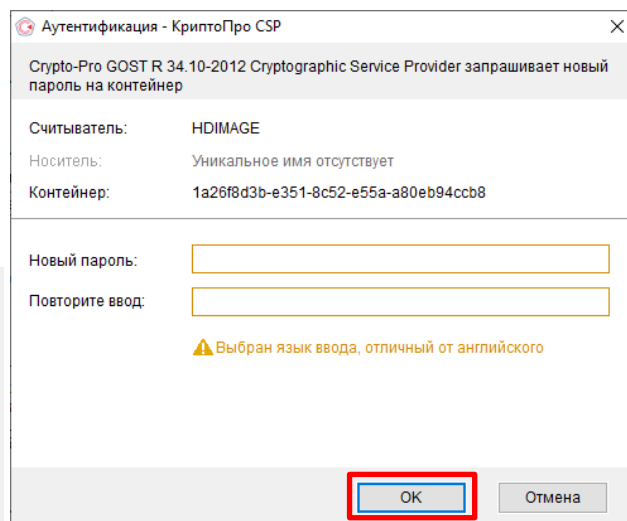 Аутентификация - КриптоПро CSP
Crypto-Pro GOST R 34.10-2012 Cryptographic Service Provider запрашивает новый
пароль на контейнер
Считыватель: HDIMAGE
Носитель: Уникальное имя отсутствует
Контейнер: 1a26f8d3b-e351-8c52-e55a-a80eb94ccb8
Новый пароль:
Повторите ввод:
Выбран язык ввода, отличный от английского
OK Отмена